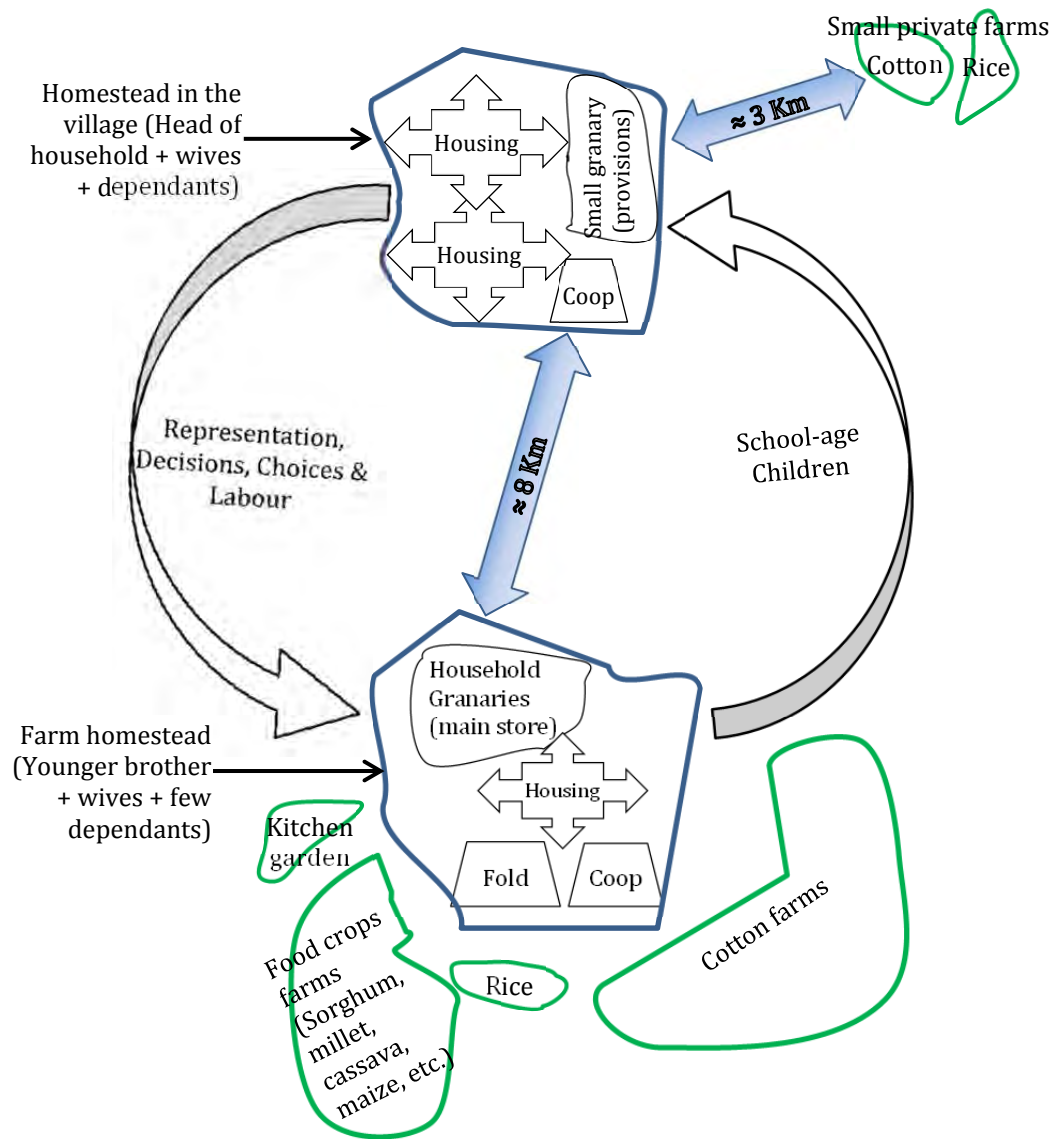 Small private farms
Cotton
Rice
≈ 3 Km
Homestead in the
village (Head of
household + wives
+ dependants)
Housing
Small granary
(provisions)
Housing
Coop
Representation,
Decisions, Choices &
Labour
≈ 8 Km
School-age
Children
Household
Granaries
(main store)
Farm homestead
(Younger brother
+ wives + few
dependants)
Housing
Kitchen
garden
Fold
Coop
Cotton farms
Food crops
farms
(Sorghum,
millet,
cassava,
maize, etc.)
Rice